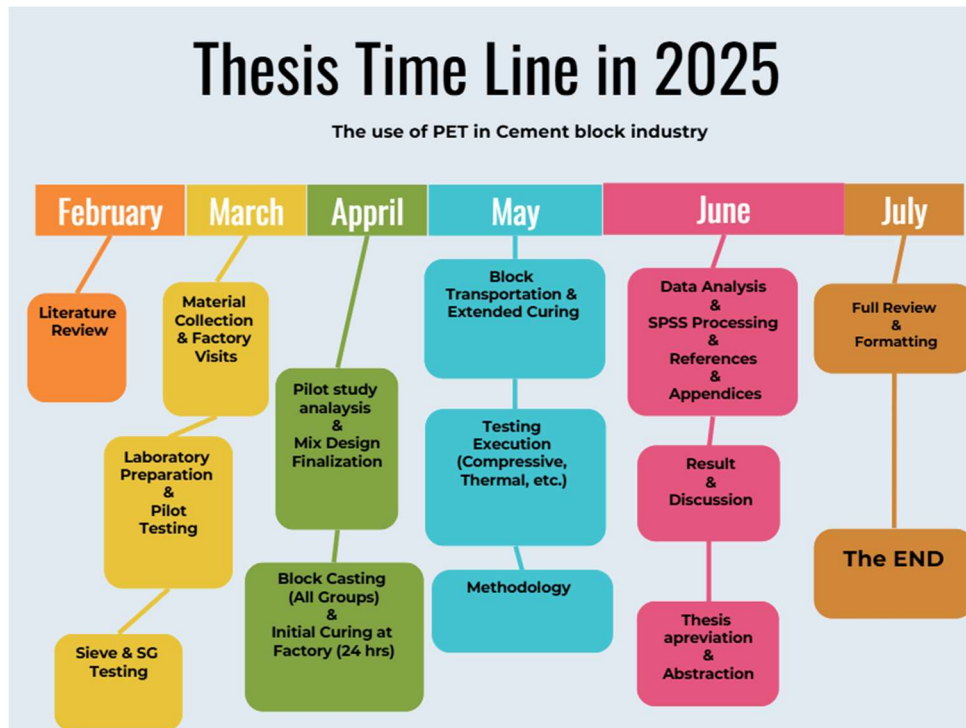 Thesis Time Line in 2025
The use of PET in Cement block industry
February
March
Appril
May
June
July
Literature
Review
Material
Collection
& Factory
Visits
Laboratory
Preparation
&
Pilot
Testing
Sieve & SG
Testing
Pilot study
analaysis
&
Mix Design
Finalization
Block Casting
(All Groups)
&
Initial Curing at
Factory (24 hrs)
Block
Transportation &
Extended Curing
Testing
Execution
(Compressive,
Thermal, etc.)
Methodology
Data Analysis
&
SPSS Processing
&
References
&
Appendices
Result
&
Discussion
Thesis
apreviation
&
Abstraction
Full Review
&
Formatting
The END